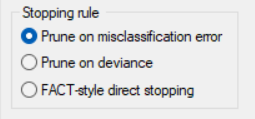 Stopping rule
Prune on misclassification error
Prune on deviance
FACT-style direct stopping